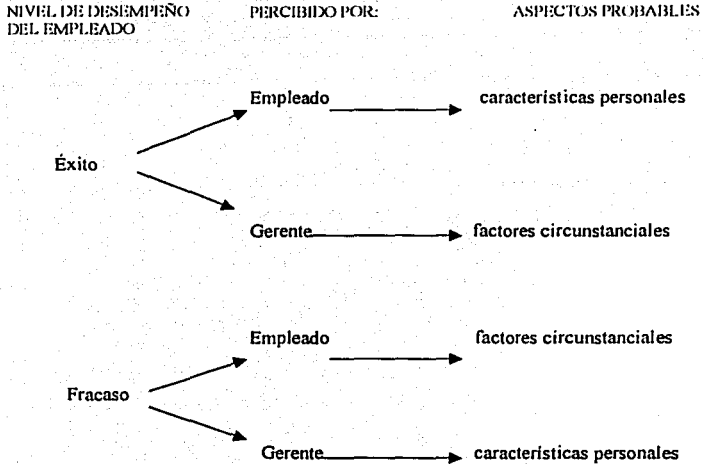 NIVEL DE DESEMPEÑO DEL EMPLEADO
PERCIBIDO POR:
ASPECTOS PROBABLES
Empleado
características personales
Éxito
Gerente
factores circunstanciales
Empleado
factores circunstanciales
Fracaso
Gerente
características personales